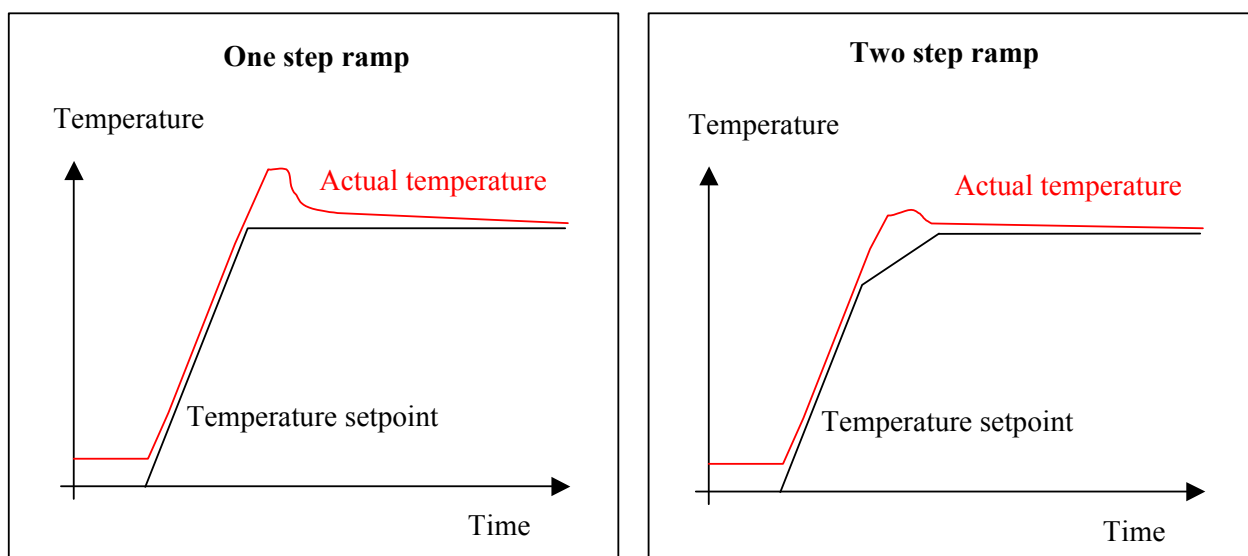 One step ramp
Temperature
Actual temperature
Temperature setpoint
Time
Two step ramp
Temperature
Actual temperature
Temperature setpoint
Time